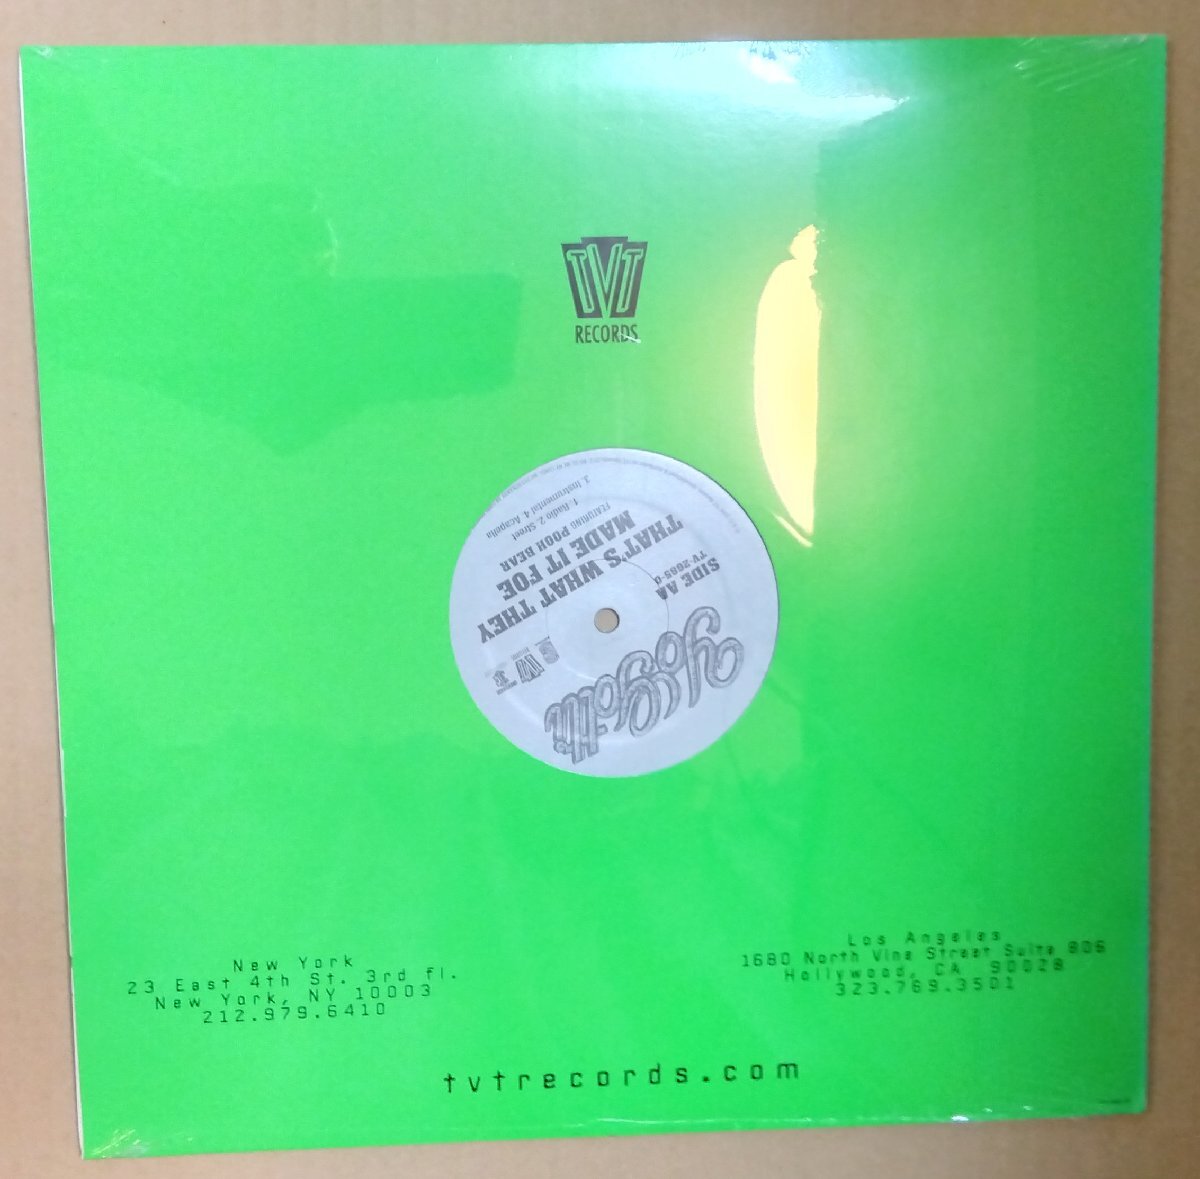 TVT
RECORDS
Yo Gotti
SIDE AA
TV-2685-0
THAT'S WHAT THEY
MADE IT FOE
FEATURING POOH BEAR
1. Radio 2. Street
3. Instrumental 4. Acapella
New York
23 East 4th St. 3rd fl.
New York, NY 10003
212.979.6410
Los Angeles
1680 North Vine Street Suite 806
Hollywood, CA 90028
323.769.3501
tvtrecords.com